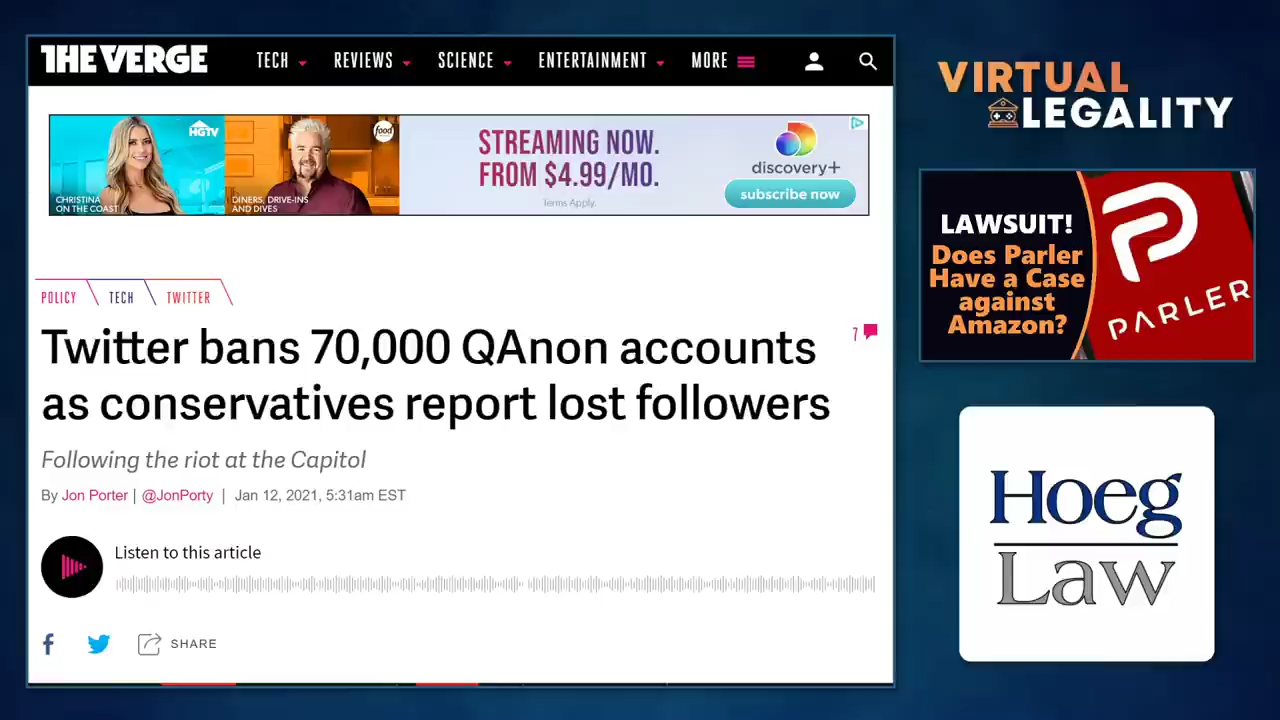 THE VERGE
TECH
REVIEWS
SCIENCE
ENTERTAINMENT
MORE
HGTV
CHRISTINA
ON THE COAST
food
DINERS, DRIVE-INS
AND DIVES
STREAMING NOW.
FROM $4.99/MO.
Terms Apply.
discovery+
subscribe now
POLICY
TECH
TWITTER
Twitter bans 70,000 QAnon accounts
as conservatives report lost followers
7
Following the riot at the Capitol
By Jon Porter | @JonPorty | Jan 12, 2021, 5:31am EST
Listen to this article
SHARE
VIRTUAL
LEGALITY
LAWSUIT!
Does Parler
Have a Case
against
Amazon?
PARLER
Hoeg
Law